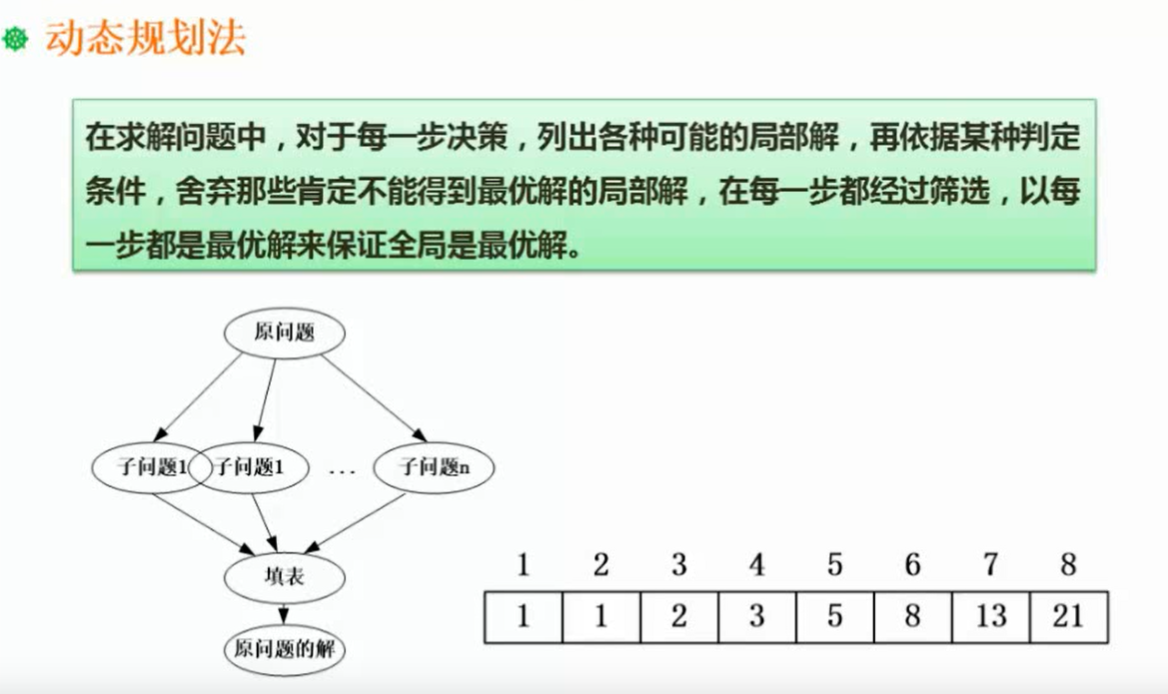 动态规划法
在求解问题中，对于每一步决策，列出各种可能的局部解，再依据某种判定
条件，舍弃那些肯定不能得到最优解的局部解，在每一步都经过筛选，以每
一步都是最优解来保证全局是最优解。
原问题
子问题1 子问题1 … 子问题n
填表
原问题的解
1 2 3 4 5 6 7 8
1 1 2 3 5 8 13 21